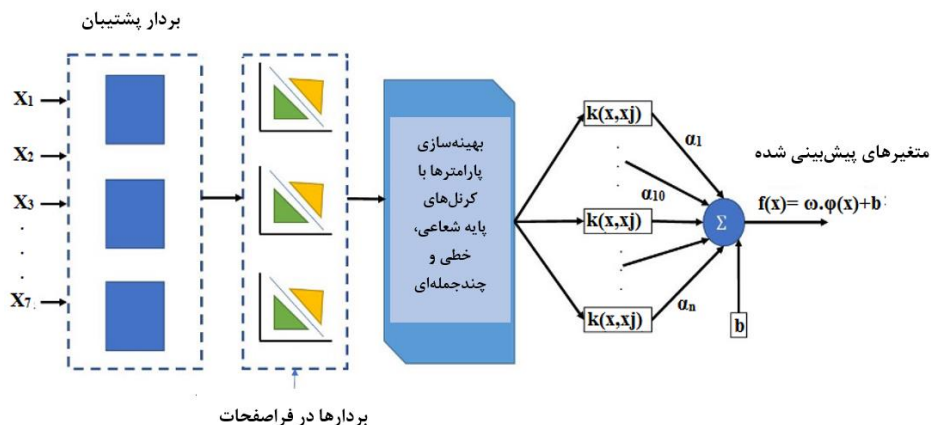 بردار پشتیبان
X1
X2
X3
X7
بردارها در فراصفحات
بهینه‌سازی
پارامترها با
کرنل‌های
پایه شعاعی،
خطی و
چندجمله‌ای
k(x,xj)
k(x,xj)
k(x,xj)
α1
α10
αn
Σ
b
متغیرهای پیش‌بینی شده
f(x)= ω.φ(x)+b